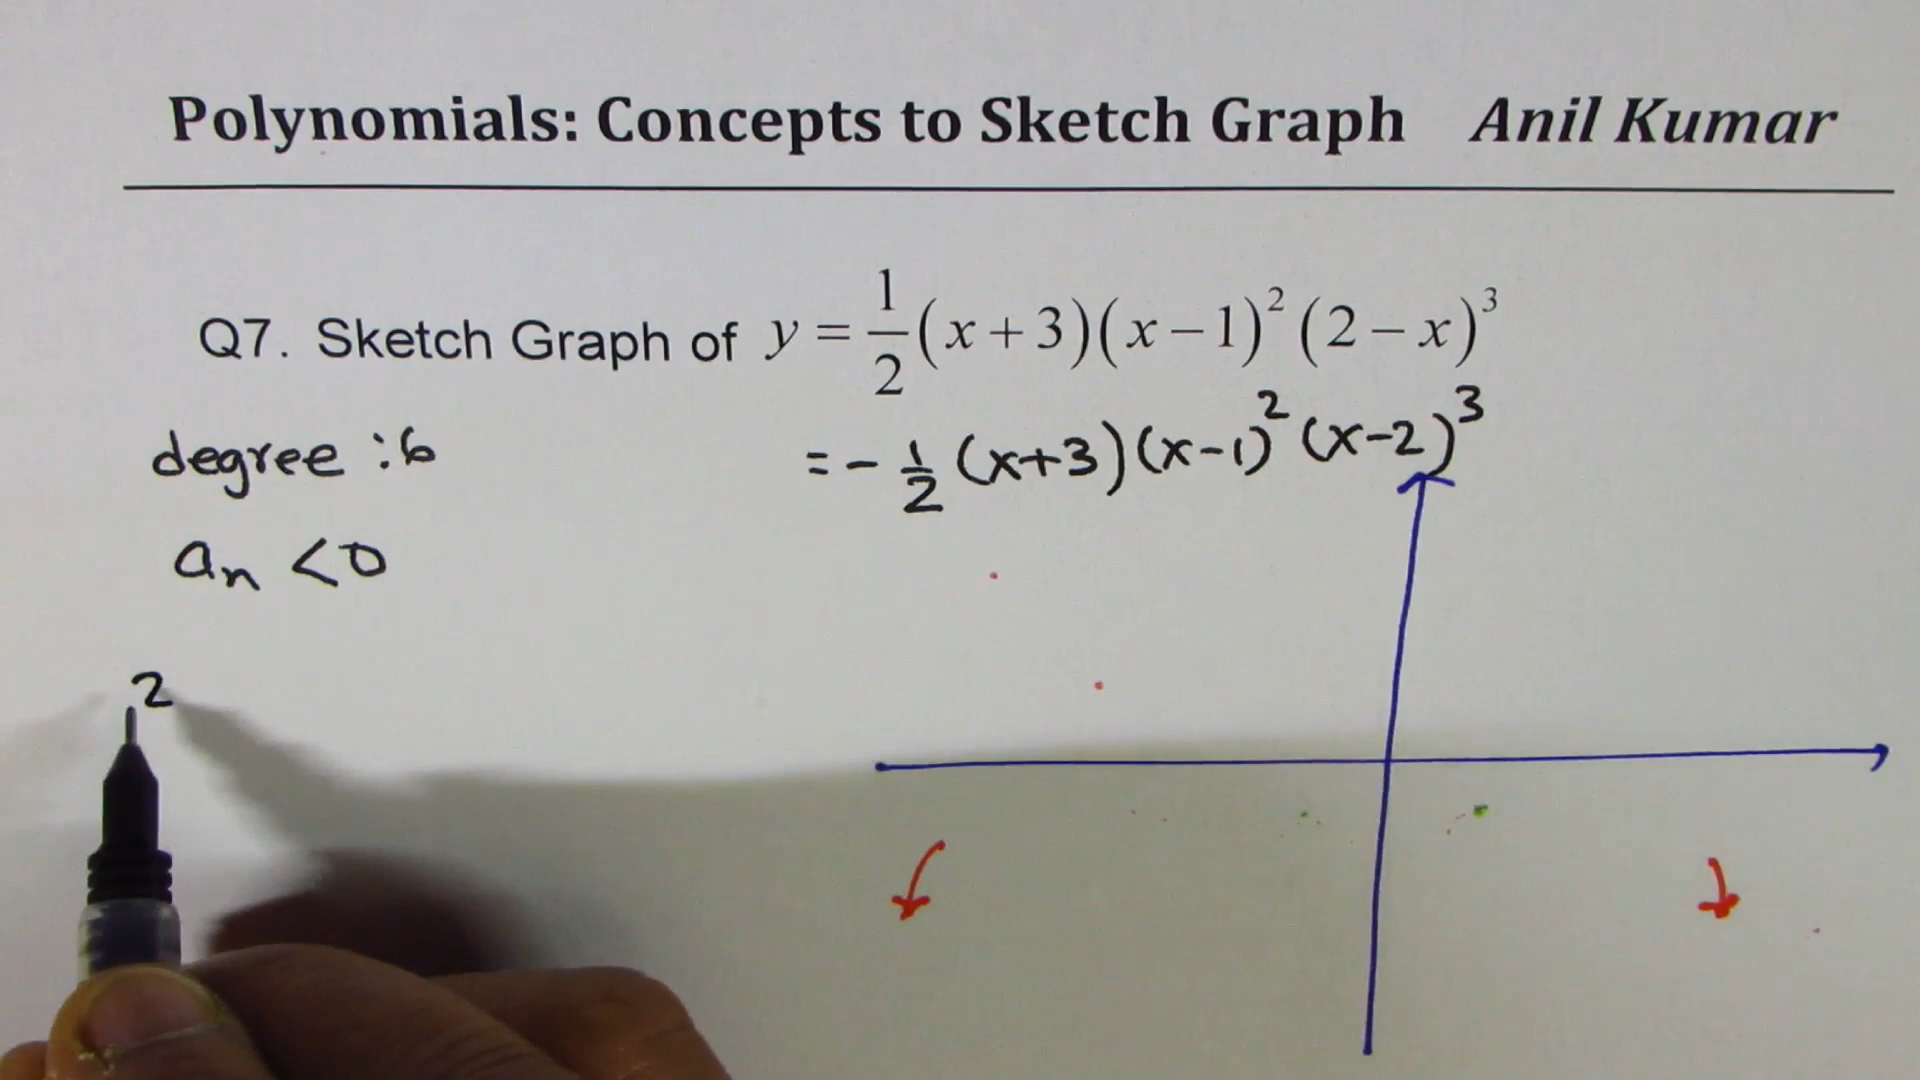 Polynomials: Concepts to Sketch Graph Anil Kumar
Q7. Sketch Graph of y = 1/2 (x + 3)(x − 1)² (2 − x)³
= − 1/2 (x+3) (x−1)² (x−2)³
degree : 6
aₙ < 0
2